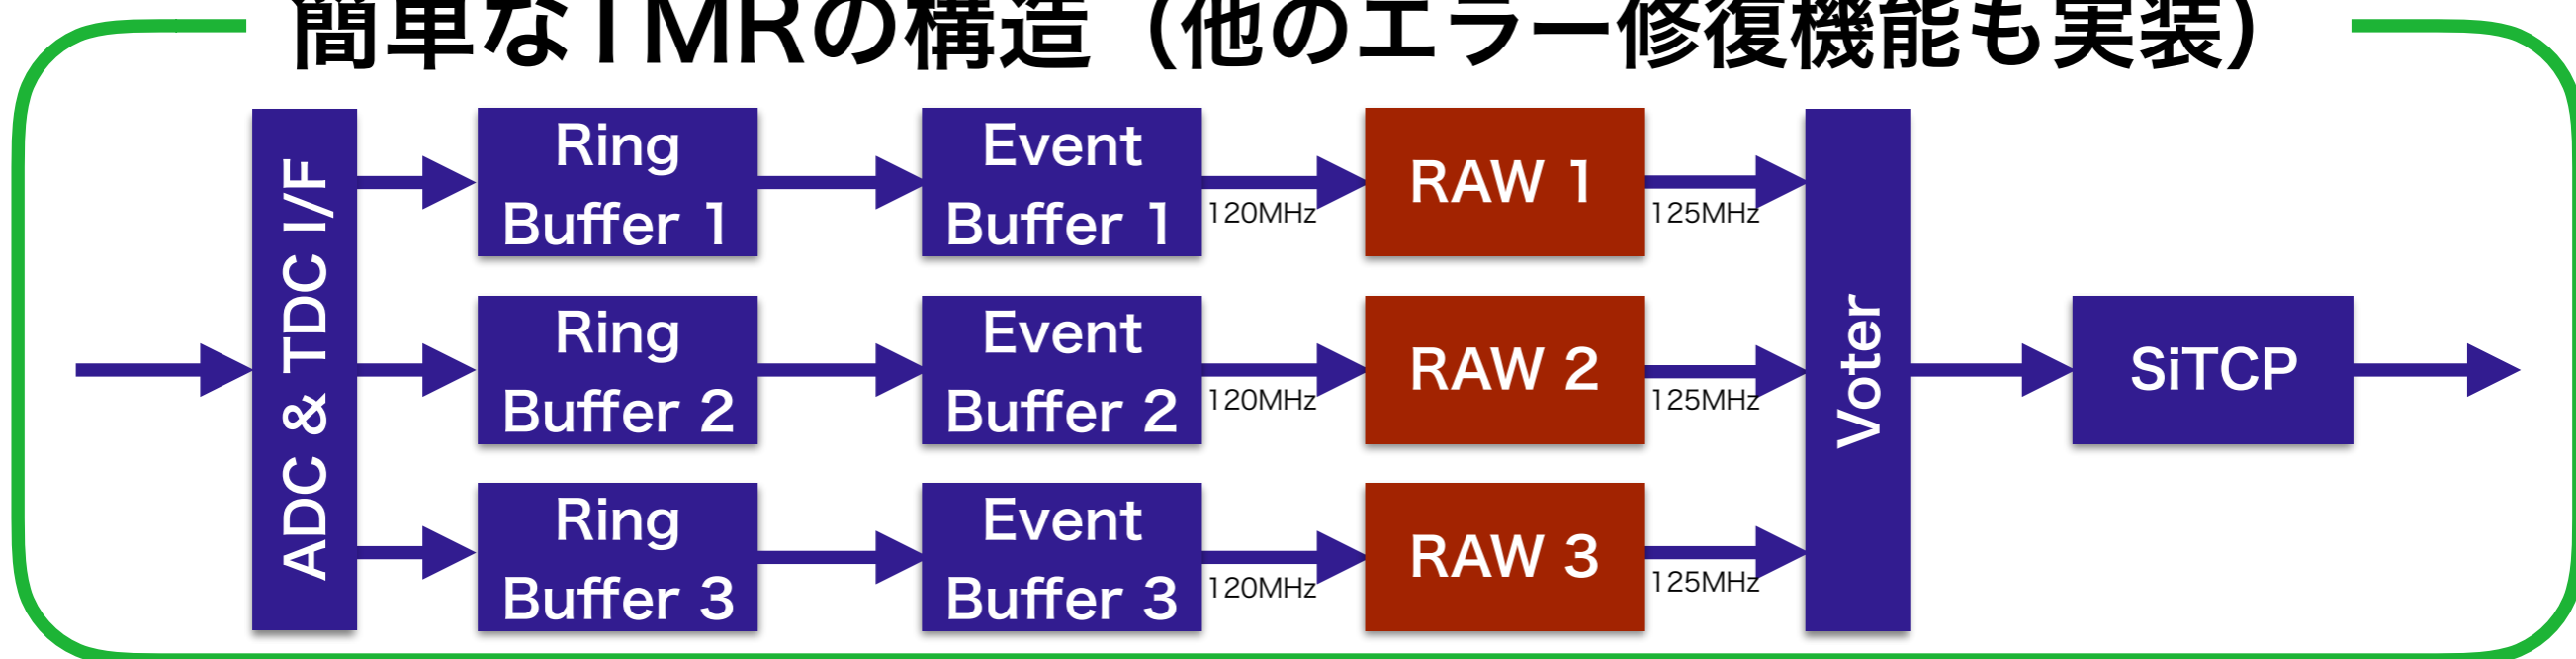 簡単なTMRの構造（他のエラー修復機能も実装）
ADC & TDC I/F
Ring
Buffer 1
Event
Buffer 1
120MHz
RAW 1
125MHz
Ring
Buffer 2
Event
Buffer 2
120MHz
RAW 2
125MHz
Ring
Buffer 3
Event
Buffer 3
120MHz
RAW 3
125MHz
Voter
SiTCP